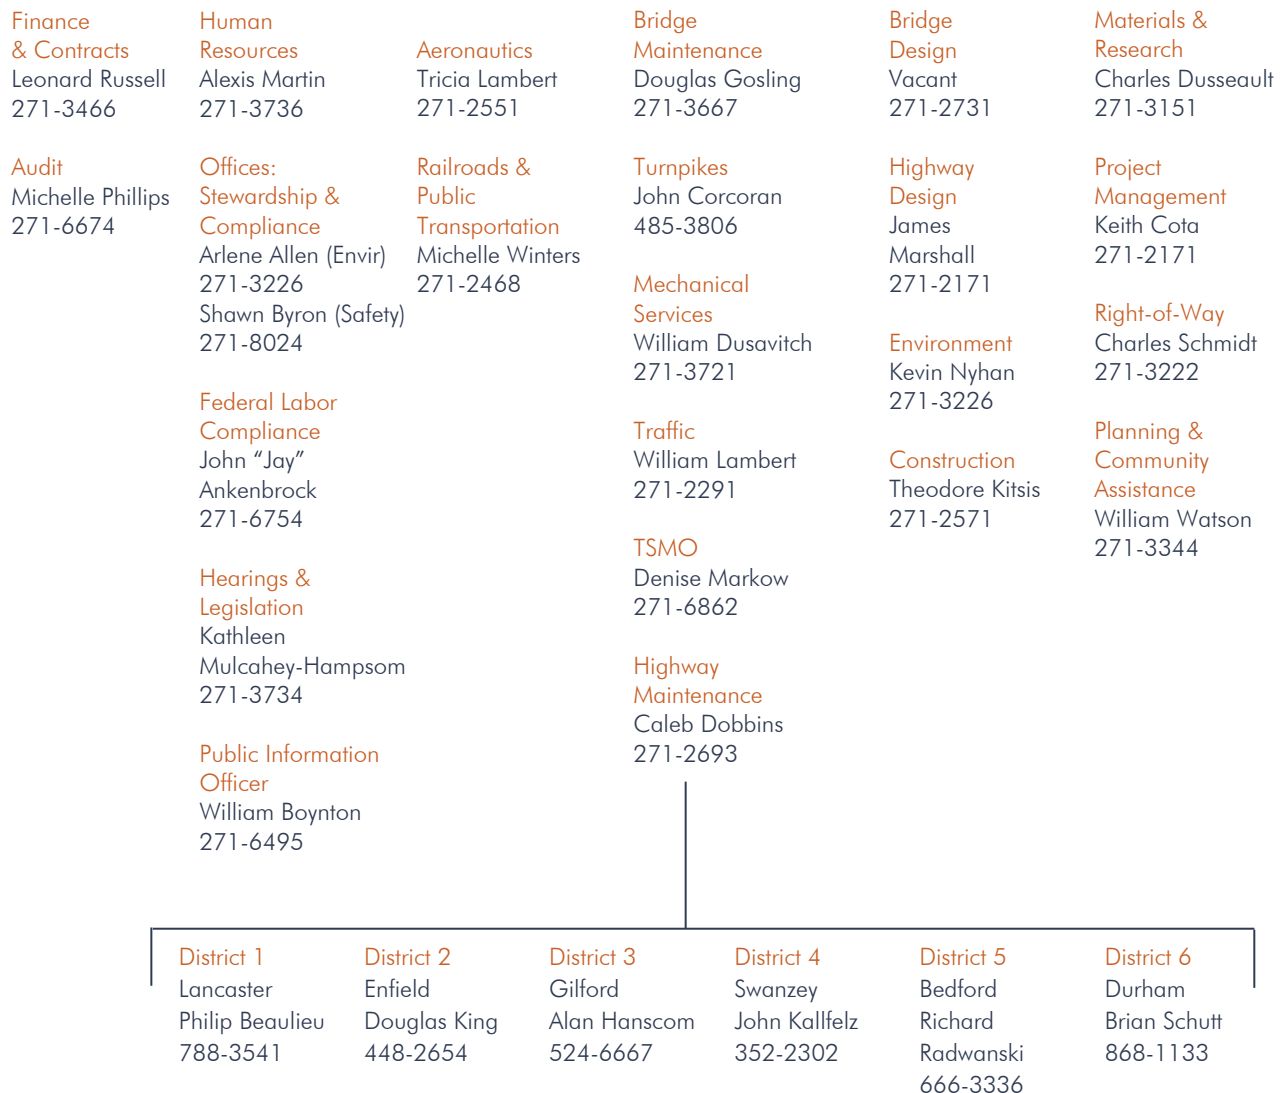 Finance
& Contracts
Leonard Russell
271-3466
Audit
Michelle Phillips
271-6674
Human
Resources
Alexis Martin
271-3736
Offices:
Stewardship &
Compliance
Arlene Allen (Envir)
271-3226
Shawn Byron (Safety)
271-8024
Federal Labor
Compliance
John “Jay”
Ankenbrock
271-6754
Hearings &
Legislation
Kathleen
Mulcahey-Hampsom
271-3734
Public Information
Officer
William Boynton
271-6495
Aeronautics
Tricia Lambert
271-2551
Railroads &
Public
Transportation
Michelle Winters
271-2468
Bridge
Maintenance
Douglas Gosling
271-3667
Turnpikes
John Corcoran
485-3806
Mechanical
Services
William Dusavitch
271-3721
Traffic
William Lambert
271-2291
TSMO
Denise Markow
271-6862
Highway
Maintenance
Caleb Dobbins
271-2693
Bridge
Design
Vacant
271-2731
Highway
Design
James
Marshall
271-2171
Environment
Kevin Nyhan
271-3226
Construction
Theodore Kitsis
271-2571
Materials &
Research
Charles Dusseault
271-3151
Project
Management
Keith Cota
271-2171
Right-of-Way
Charles Schmidt
271-3222
Planning &
Community
Assistance
William Watson
271-3344
District 1
Lancaster
Philip Beaulieu
788-3541
District 2
Enfield
Douglas King
448-2654
District 3
Gilford
Alan Hanscom
524-6667
District 4
Swanzey
John Kallfelz
352-2302
District 5
Bedford
Richard
Radwanski
666-3336
District 6
Durham
Brian Schutt
868-1133